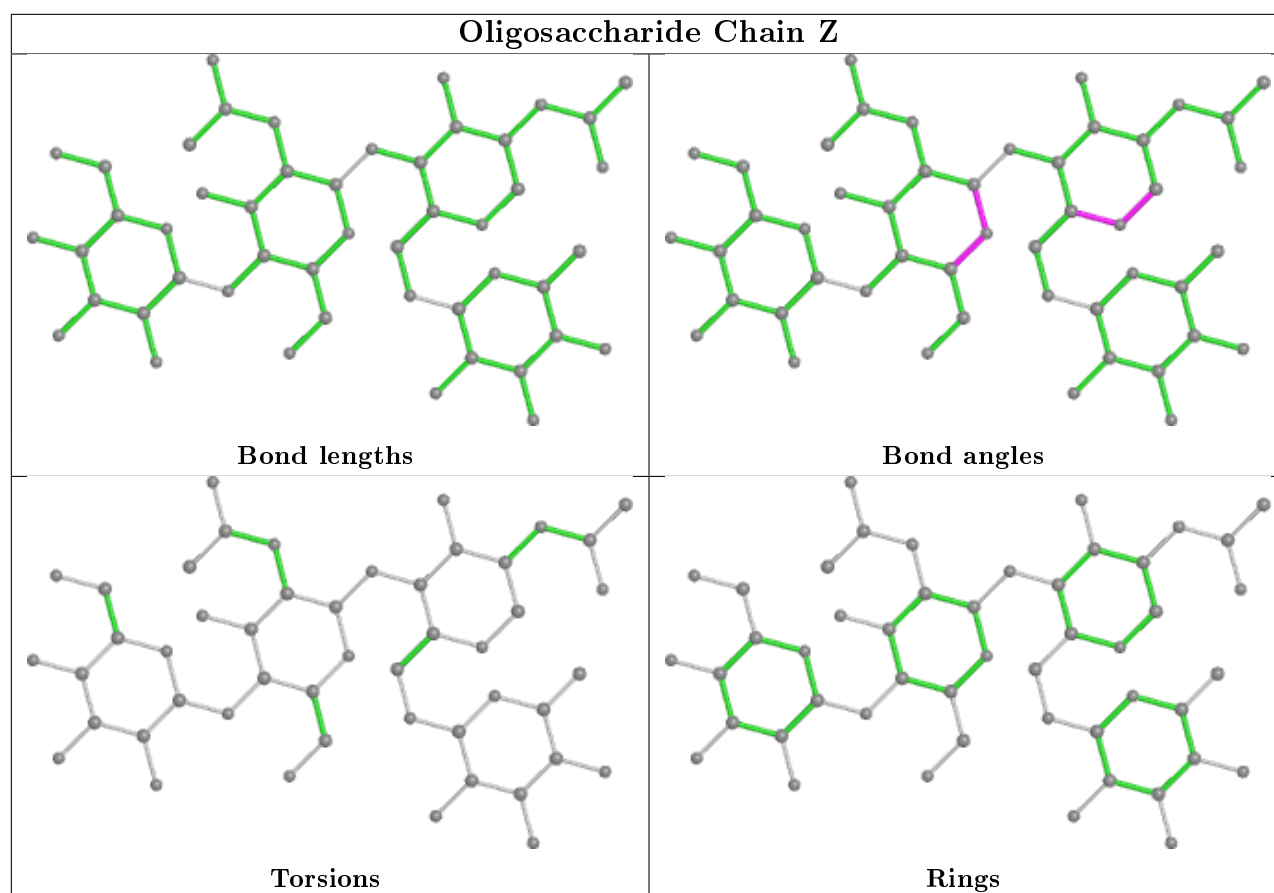 Oligosaccharide Chain Z
Bond lengths
Bond angles
Torsions
Rings